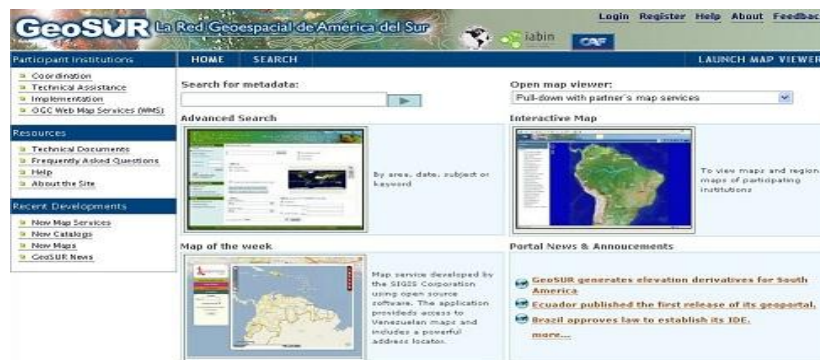 Login Register Help About Feedbac
GeoSUR La Red Geoespacial de América del Sur
iabin
CAF
Participant Institutions
Coordination
Technical Assistance
Implementation
OGC Web Map Services (WMS)
Resources
Technical Documents
Frequently Asked Questions
Help
About the Site
Recent Developments
New Map Services
New Catalogs
New Maps
GeoSUR News
HOME SEARCH LAUNCH MAP VIEWER
Search for metadata:
Advanced Search
By area, date, subject or
keyword
Map of the week
Map service developed by
the SIGIS Corporation
using open source
software. The application
provideds access to
Venezuelan maps and
includes a powerful
address locator.
Open map viewer:
Pull-down with partner's map services
Interactive Map
To view maps and region
maps of participating
institutions
Portal News & Annoucements
GeoSUR generates elevation derivatives for South
America
Ecuador published the first release of its geoportal.
Brazil approves law to establish its IDE.
more...